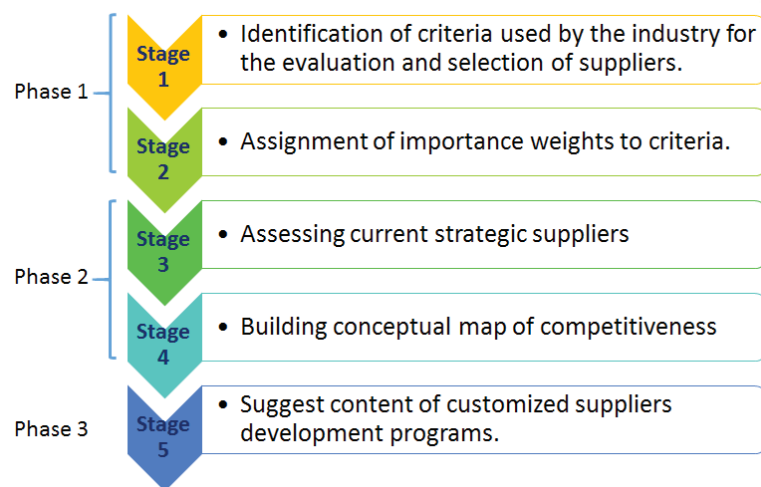 Phase 1
Stage
1
• Identification of criteria used by the industry for
the evaluation and selection of suppliers.
Stage
2
• Assignment of importance weights to criteria.
Phase 2
Stage
3
• Assessing current strategic suppliers
Stage
4
• Building conceptual map of competitiveness
Phase 3
Stage
5
• Suggest content of customized suppliers
development programs.